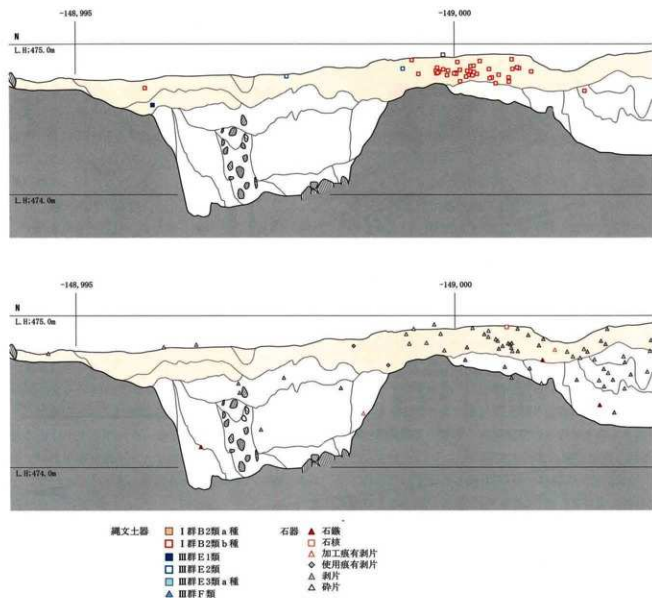 -148,995
-149,000
N
L.H:475.0m
L.H:474.0m
-148,995
-149,000
N
L.H:475.0m
L.H:474.0m
縄文土器
Ⅰ群B2類a種
Ⅰ群B2類b種
Ⅲ群E1類
Ⅲ群E2類
Ⅲ群E3類a種
Ⅲ群F類
石器
石鏃
石核
加工痕有剥片
使用痕有剥片
剥片
砕片